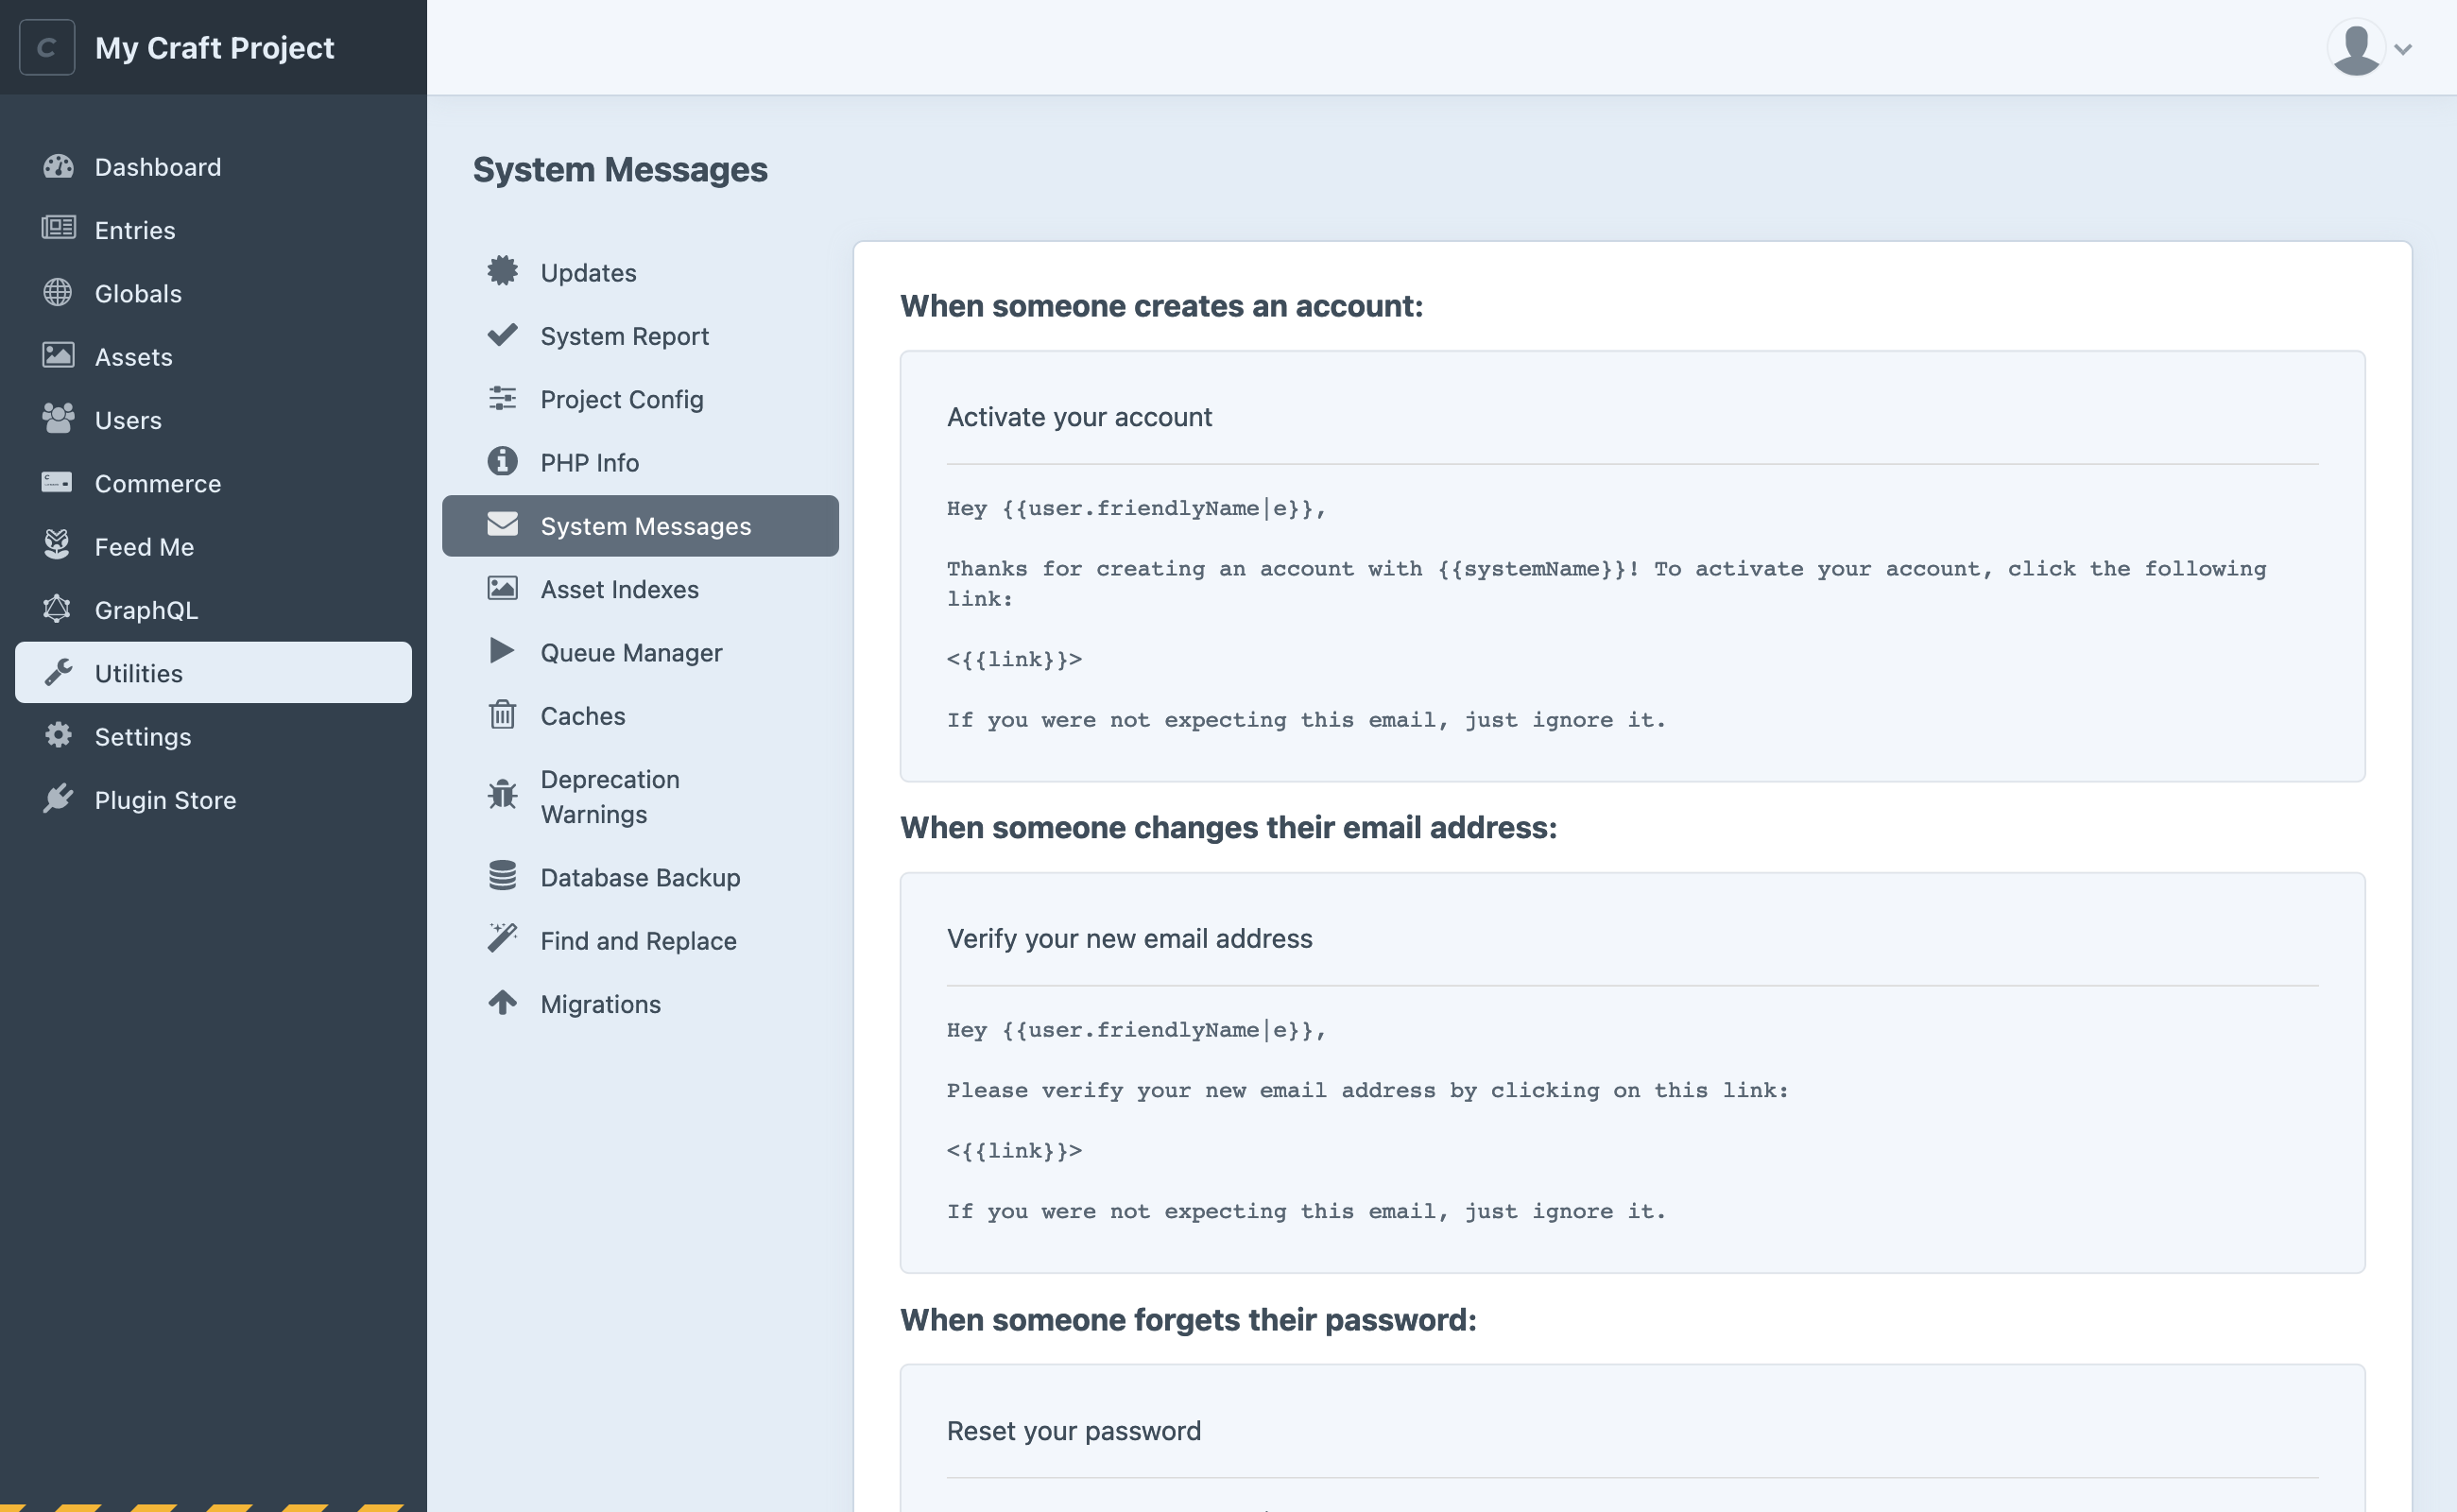 C
My Craft Project
Dashboard
Entries
Globals
Assets
Users
Commerce
Feed Me
GraphQL
Utilities
Settings
Plugin Store
System Messages
Updates
System Report
Project Config
PHP Info
System Messages
Asset Indexes
Queue Manager
Caches
Deprecation
Warnings
Database Backup
Find and Replace
Migrations
When someone creates an account:
Activate your account
Hey {{user.friendlyName|e}},
Thanks for creating an account with {{systemName}}! To activate your account, click the following
link:
<{{link}}>
If you were not expecting this email, just ignore it.
When someone changes their email address:
Verify your new email address
Hey {{user.friendlyName|e}},
Please verify your new email address by clicking on this link:
<{{link}}>
If you were not expecting this email, just ignore it.
When someone forgets their password:
Reset your password